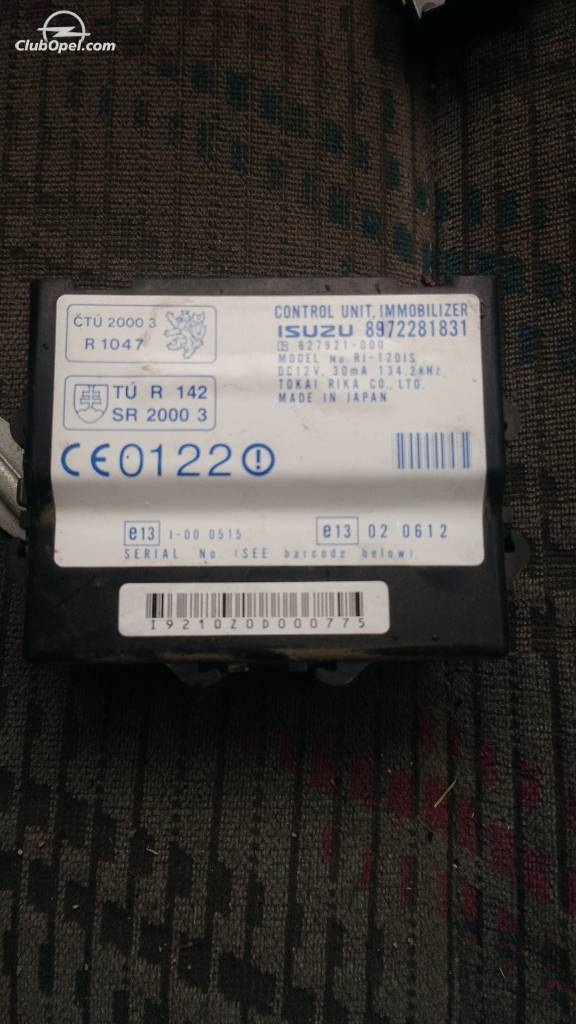 ClubOpel.com
ČTÚ 2000 3
R 1047
TÚ R 142
SR 2000 3
CE0122
CONTROL UNIT, IMMOBILIZER
ISUZU 8972281831
627921-000
MODEL No. RI-12DIS
DC12V, 30mA 134.2kHz
TOKAI RIKA CO., LTD.
MADE IN JAPAN
e13 I-00 0515
e13 02 0612
SERIAL No. (SEE barcode below).
I9210Z0D000775